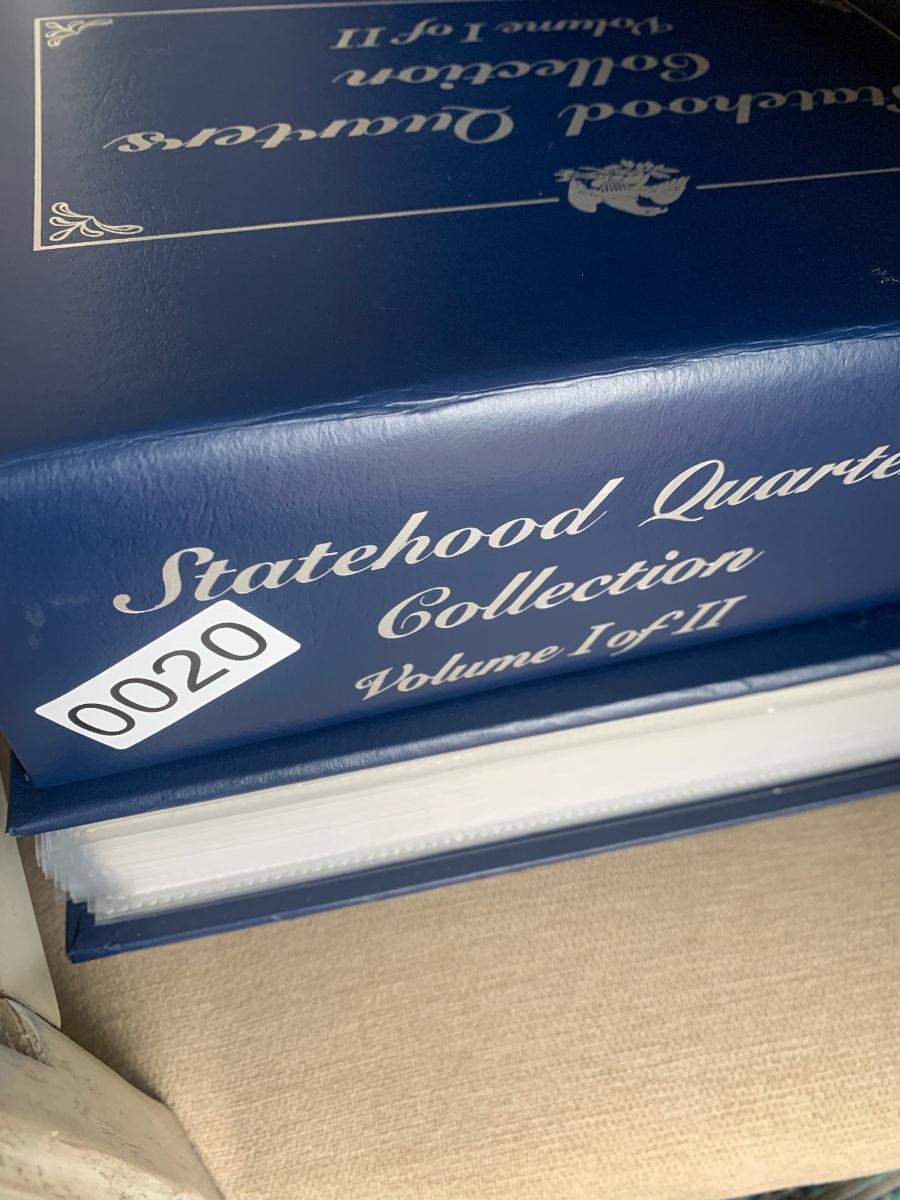 Statehood Quarters
Collection
Volume I of II
Statehood Quarte
Collection
Volume I of II
0020